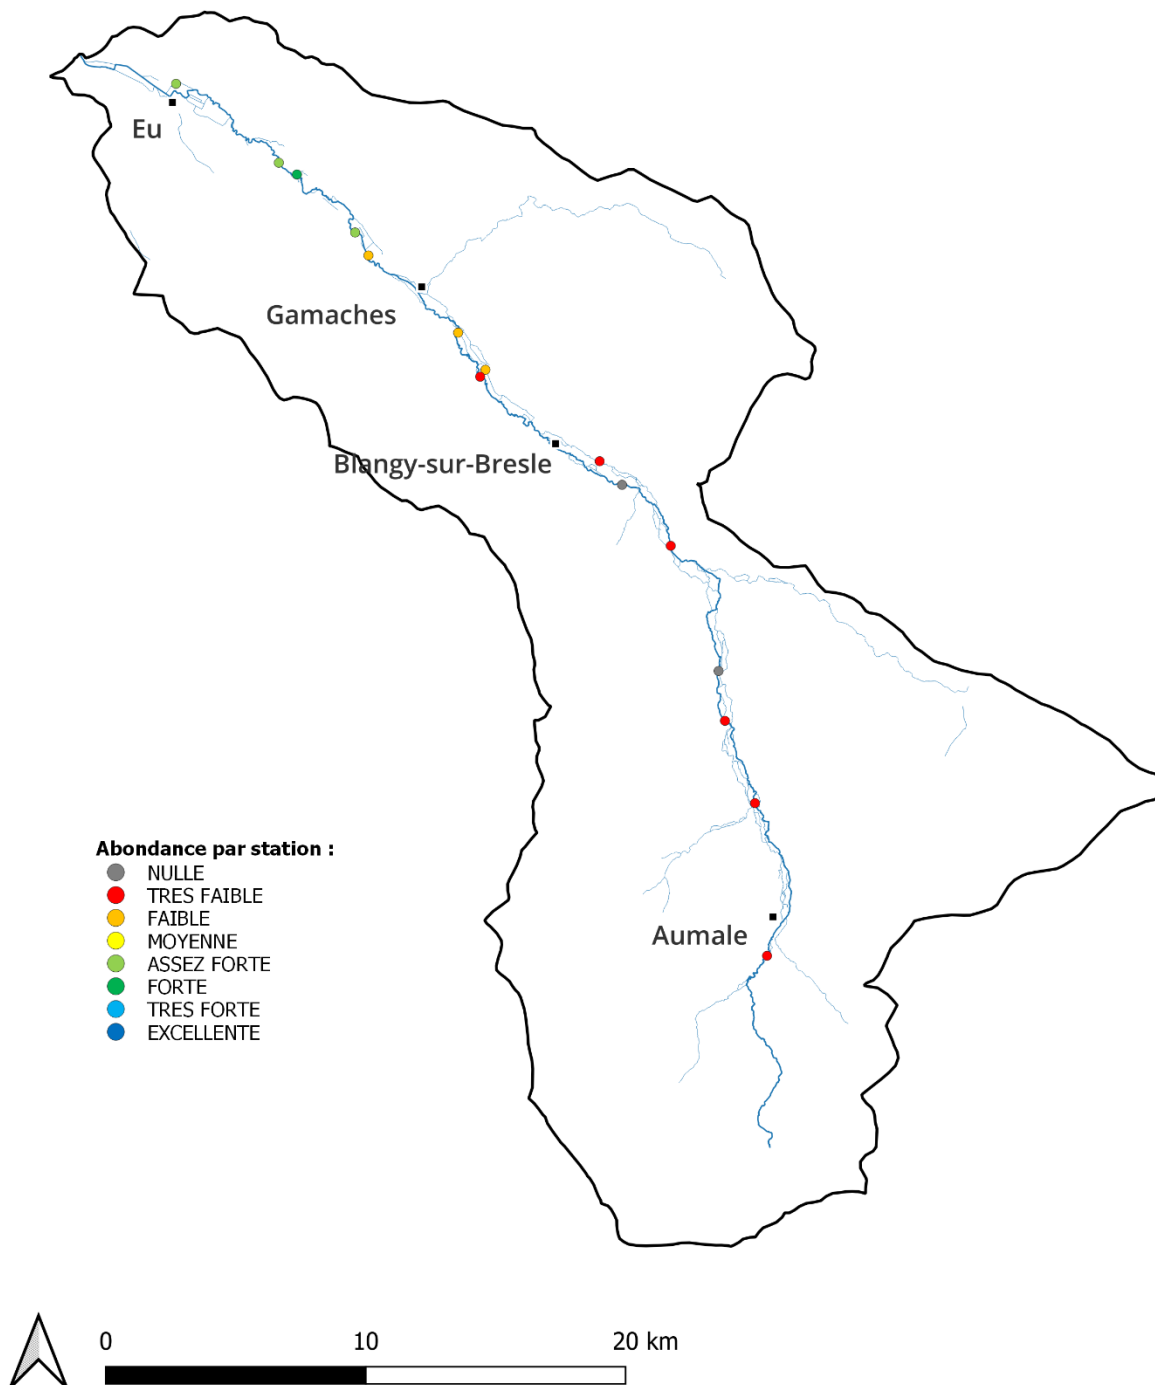 Eu
Gamaches
Blangy-sur-Bresle
Abondance par station :
NULLE
TRES FAIBLE
FAIBLE
MOYENNE
ASSEZ FORTE
FORTE
TRES FORTE
EXCELLENTE
Aumale
0 10 20 km